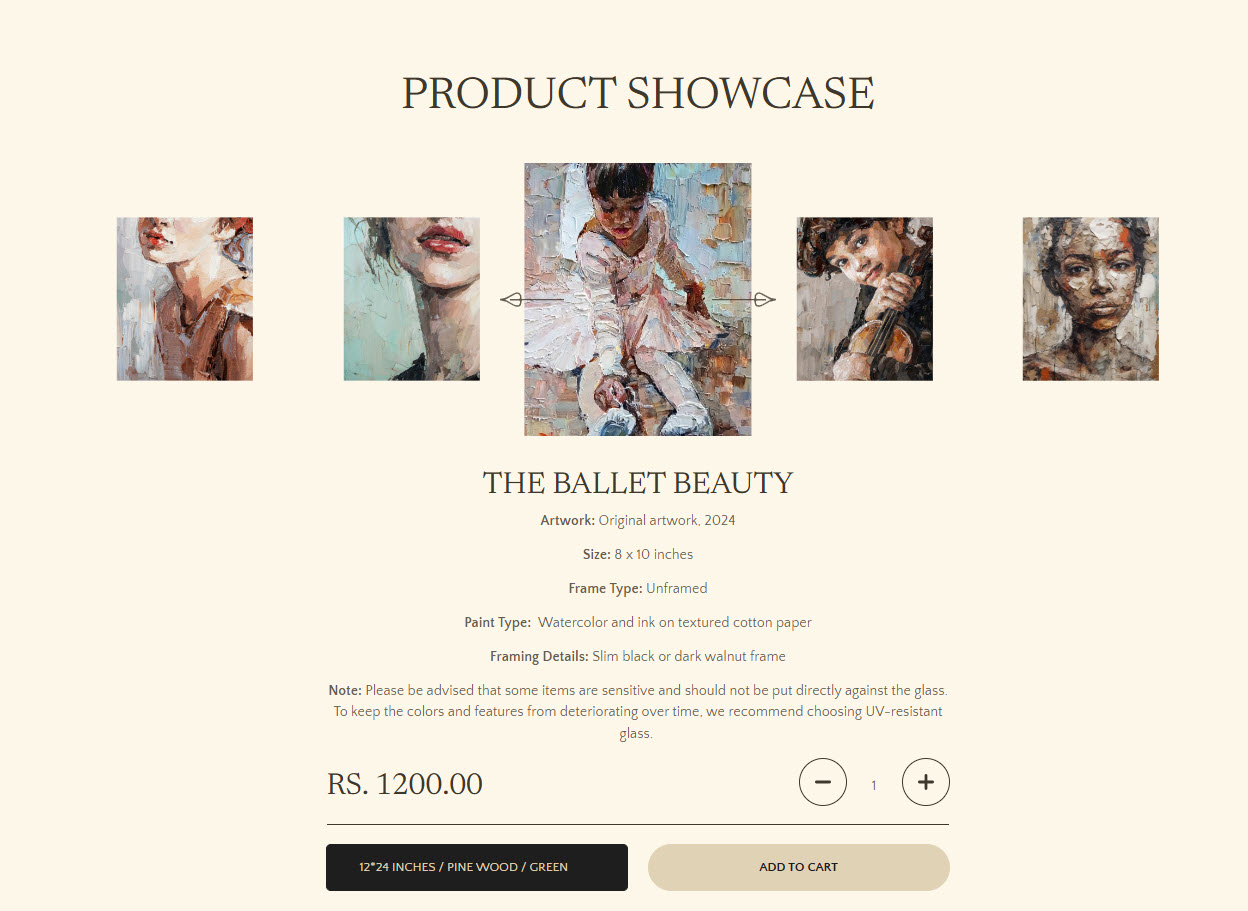 PRODUCT SHOWCASE
THE BALLET BEAUTY
Artwork: Original artwork, 2024
Size: 8 x 10 inches
Frame Type: Unframed
Paint Type: Watercolor and ink on textured cotton paper
Framing Details: Slim black or dark walnut frame
Note: Please be advised that some items are sensitive and should not be put directly against the glass.
To keep the colors and features from deteriorating over time, we recommend choosing UV-resistant
glass.
RS. 1200.00
1
12*24 INCHES / PINE WOOD / GREEN
ADD TO CART